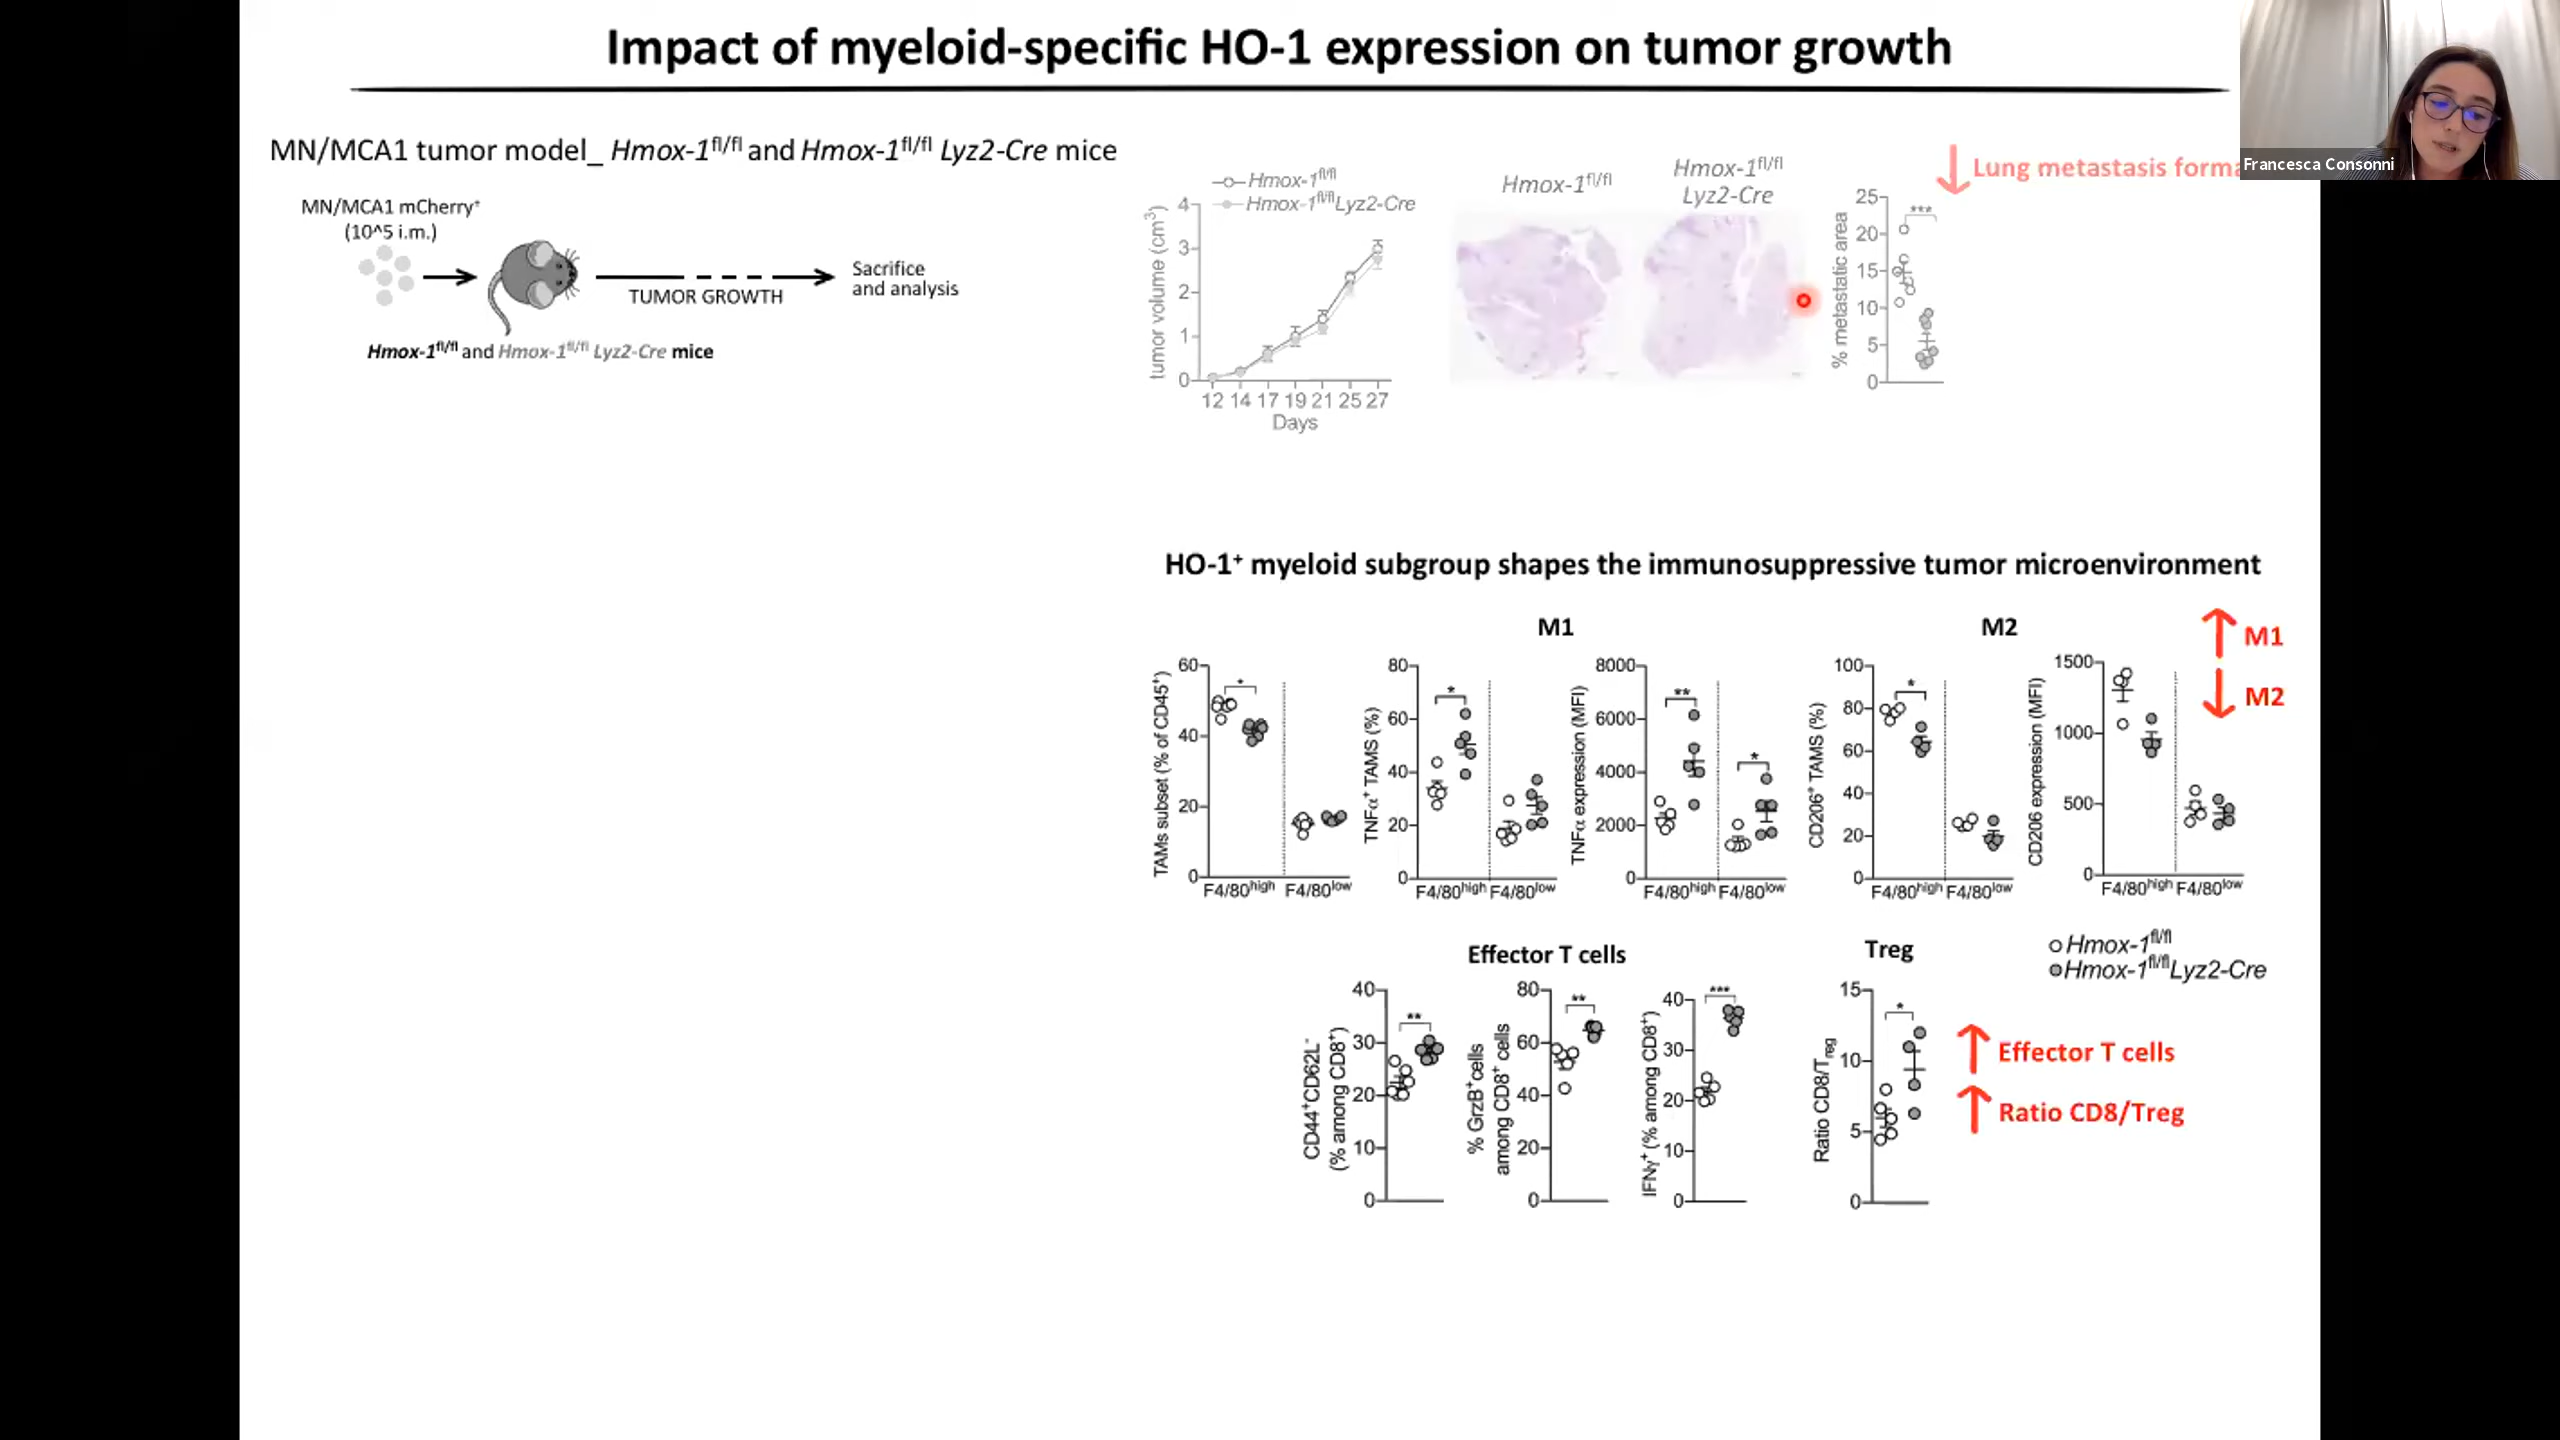 Impact of myeloid-specific HO-1 expression on tumor growth
Francesca Consonni
MN/MCA1 tumor model_ Hmox-1fl/fl and Hmox-1fl/fl Lyz2-Cre mice
MN/MCA1 mCherry+
(10^5 i.m.)
TUMOR GROWTH
Sacrifice
and analysis
Hmox-1fl/fl and Hmox-1fl/fl Lyz2-Cre mice
Hmox-1fl/fl
Hmox-1fl/flLyz2-Cre
tumor volume (cm3)
4
3
2
1
0
12 14 17 19 21 25 27
Days
Hmox-1fl/fl
Hmox-1fl/fl
Lyz2-Cre
↓ Lung metastasis forma
% metastatic area
25
20
15
10
5
0
***
HO-1+ myeloid subgroup shapes the immunosuppressive tumor microenvironment
M1
M2
↑ M1
↓ M2
TAMs subset (% of CD45+)
60
40
20
0
*
F4/80high F4/80low
TNFα+ TAMS (%)
80
60
40
20
0
*
F4/80high F4/80low
TNFα expression (MFI)
8000
6000
4000
2000
0
**
*
F4/80high F4/80low
CD206+ TAMS (%)
100
80
60
40
20
0
*
F4/80high F4/80low
CD206 expression (MFI)
1500
1000
500
0
F4/80high F4/80low
Hmox-1fl/fl
Hmox-1fl/flLyz2-Cre
Effector T cells
Treg
CD44+CD62L-
(% among CD8+)
40
30
20
10
0
**
% GrzB+cells
among CD8+ cells
80
60
40
20
0
**
IFNγ+ (% among CD8+)
40
30
20
10
0
***
Ratio CD8/Treg
15
10
5
0
*
↑ Effector T cells
↑ Ratio CD8/Treg